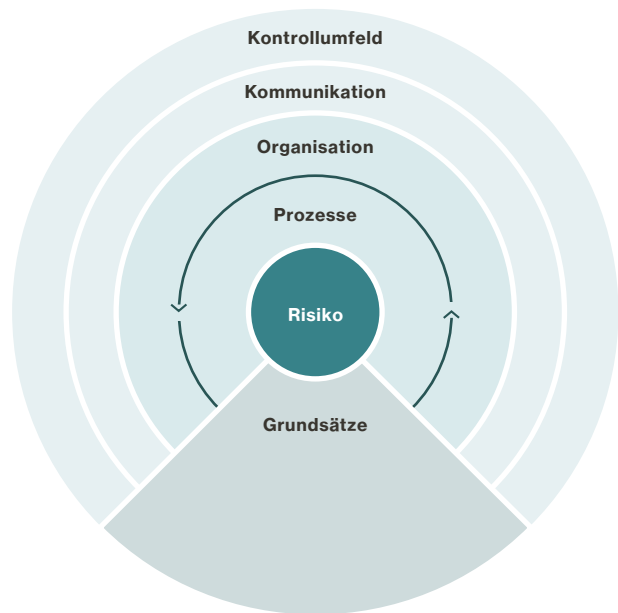 Kontrollumfeld
Kommunikation
Organisation
Prozesse
Risiko
Grundsätze